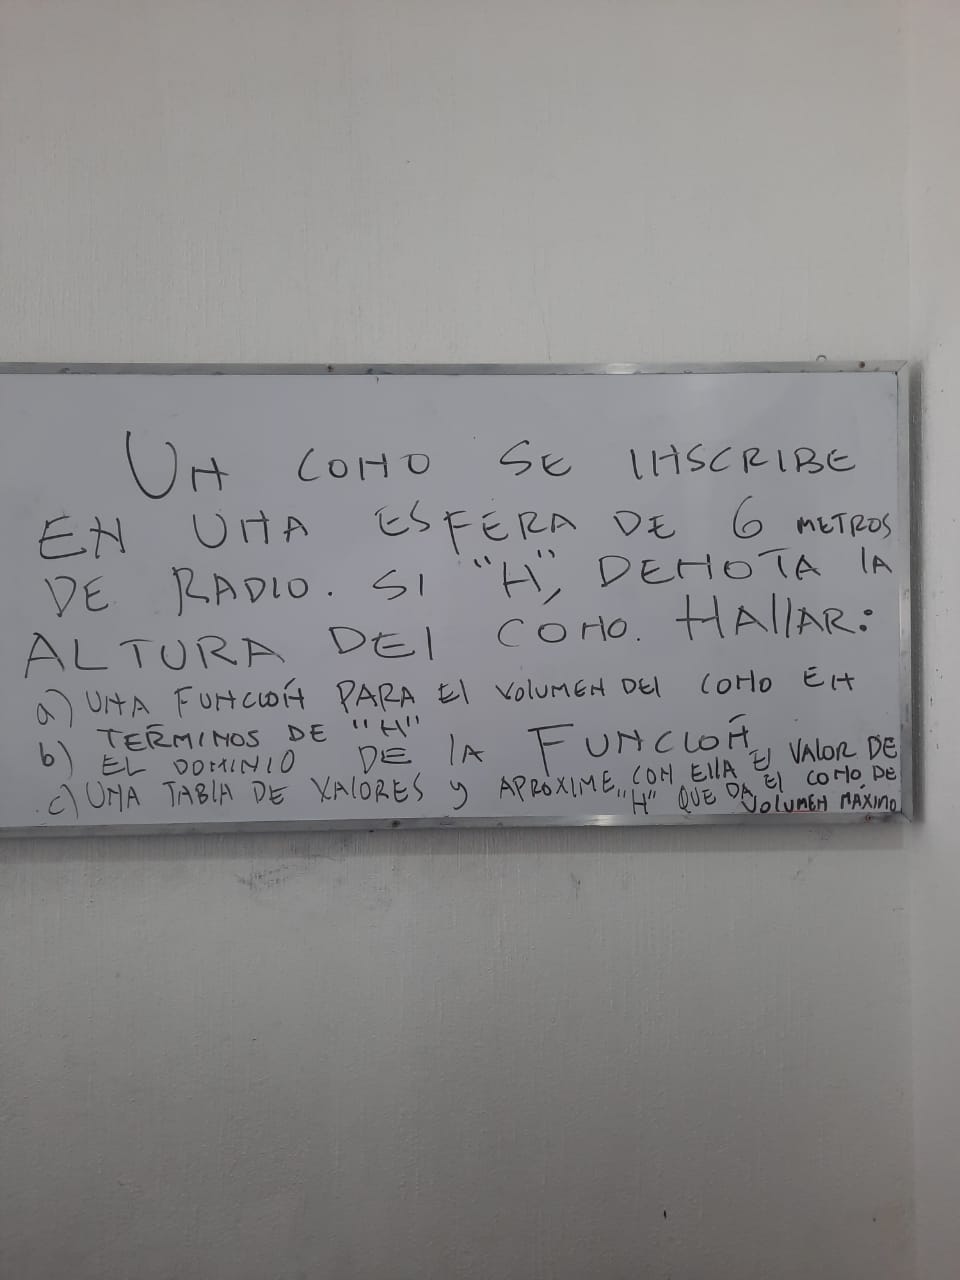 UN CONO SE INSCRIBE
EN UNA ESFERA DE 6 METROS
DE RADIO. SI "H", DENOTA LA
ALTURA DEL CONO. HALLAR:
a) UNA FUNCIÓN PARA EL VOLUMEN DEL CONO EN
TERMINOS DE "H"
b) EL DOMINIO DE LA FUNCIÓN
c) UNA TABLA DE VALORES y APROXIME CON ELLA EL VALOR DE
"H" QUE DA EL CONO DE
VOLUMEN MÁXIMO